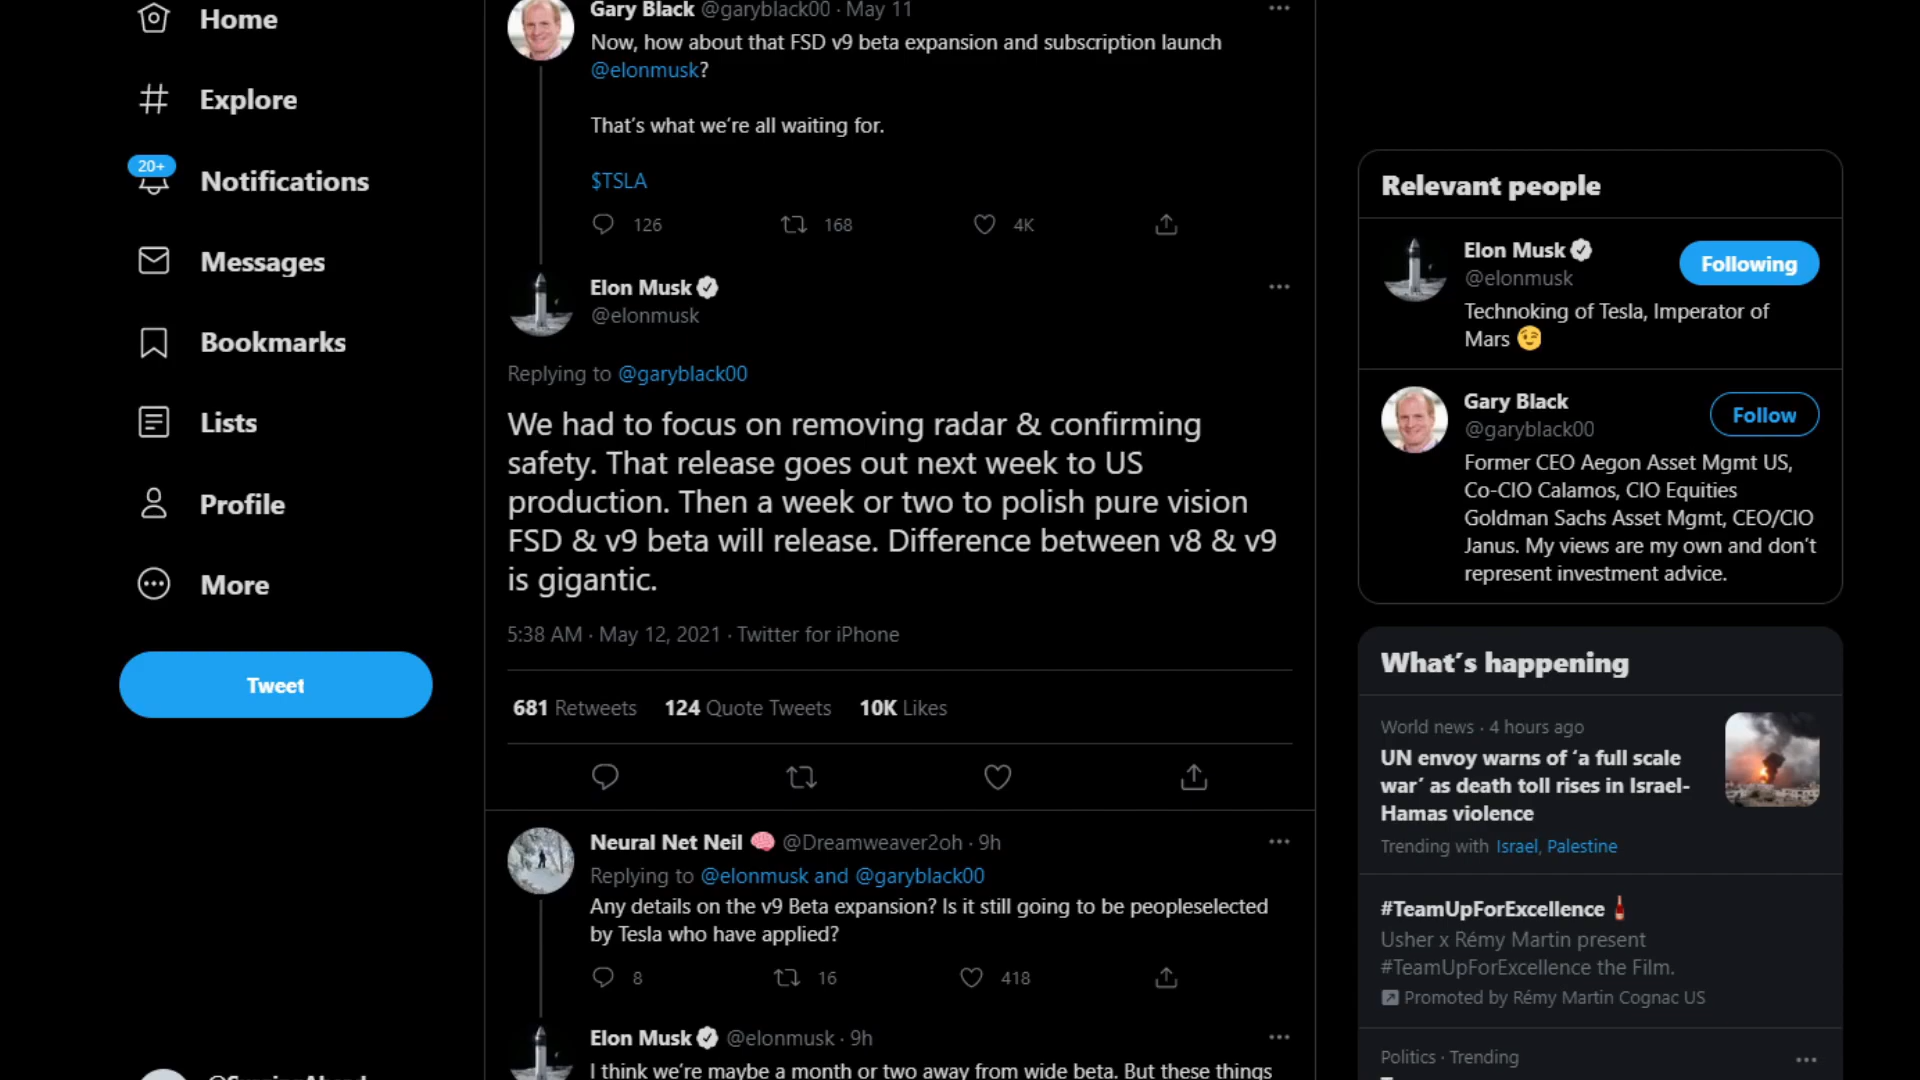 Home
Explore
20+
Notifications
Messages
Bookmarks
Lists
Profile
More
Tweet
Gary Black @garyblack00 · May 11
Now, how about that FSD v9 beta expansion and subscription launch
@elonmusk?
That's what we're all waiting for.
$TSLA
126 168 4K
Elon Musk
@elonmusk
Replying to @garyblack00
We had to focus on removing radar & confirming
safety. That release goes out next week to US
production. Then a week or two to polish pure vision
FSD & v9 beta will release. Difference between v8 & v9
is gigantic.
5:38 AM · May 12, 2021 · Twitter for iPhone
681 Retweets 124 Quote Tweets 10K Likes
Neural Net Neil @Dreamweaver2oh · 9h
Replying to @elonmusk and @garyblack00
Any details on the v9 Beta expansion? Is it still going to be peopleselected
by Tesla who have applied?
8 16 418
Elon Musk @elonmusk · 9h
I think we're maybe a month or two away from wide beta. But these things
Relevant people
Elon Musk
@elonmusk
Following
Technoking of Tesla, Imperator of
Mars
Gary Black
@garyblack00
Follow
Former CEO Aegon Asset Mgmt US,
Co-CIO Calamos, CIO Equities
Goldman Sachs Asset Mgmt, CEO/CIO
Janus. My views are my own and don't
represent investment advice.
What's happening
World news · 4 hours ago
UN envoy warns of 'a full scale
war' as death toll rises in Israel-
Hamas violence
Trending with Israel, Palestine
#TeamUpForExcellence
Usher x Rémy Martin present
#TeamUpForExcellence the Film.
Promoted by Rémy Martin Cognac US
Politics · Trending